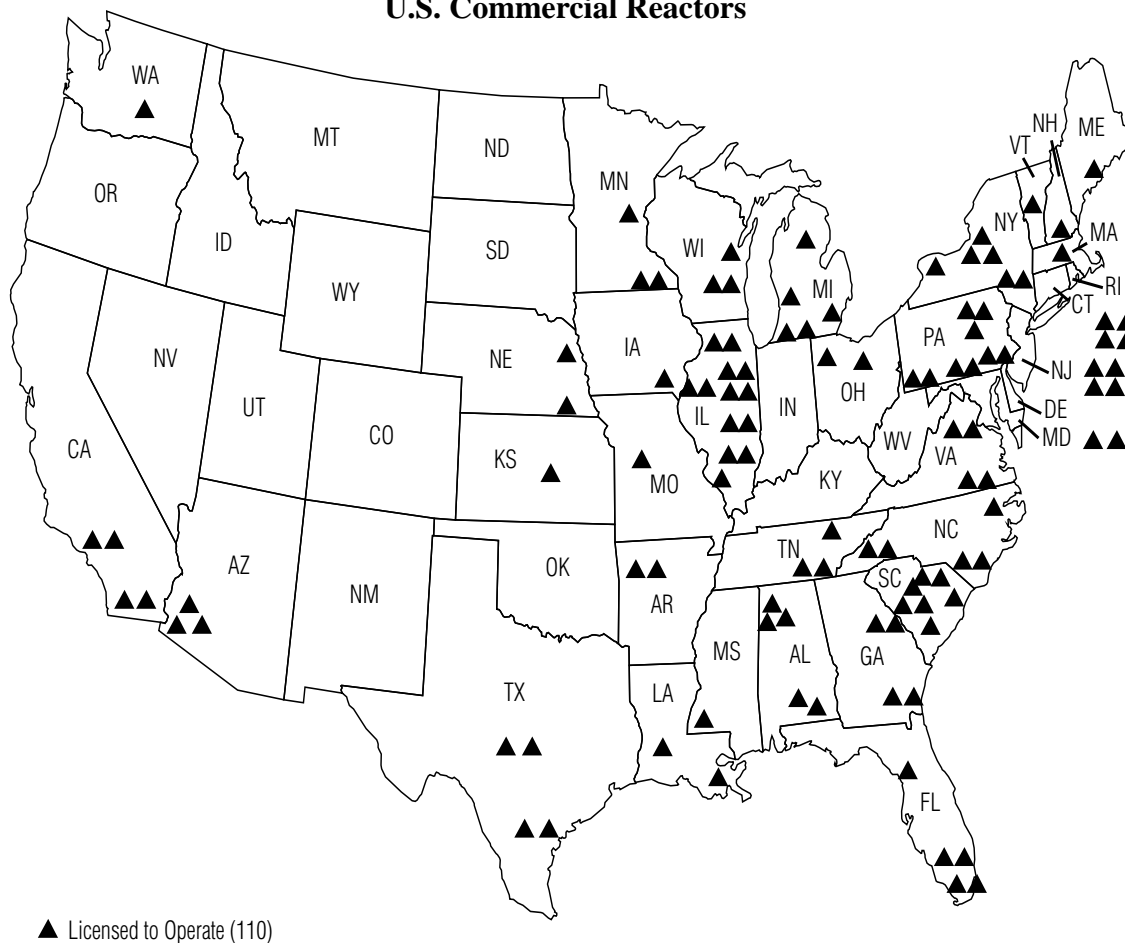 U.S. Commercial Reactors
WA
MT
ND
MN
VT
NH
ME
OR
ID
SD
WI
NY
MA
WY
MI
RI
CT
NV
NE
IA
PA
NJ
UT
CO
IL
IN
OH
DE
MD
CA
KS
MO
WV
VA
KY
AZ
NM
OK
AR
TN
NC
SC
MS
AL
GA
TX
LA
FL
Licensed to Operate (110)